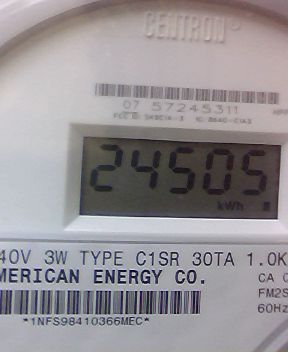 CENTRON®
07 57245311
24505
kWh
40V 3W TYPE C1SR 30TA 1.0K
MERICAN ENERGY CO.
CA
FM2S
60Hz
*1NFS98410366MEC*